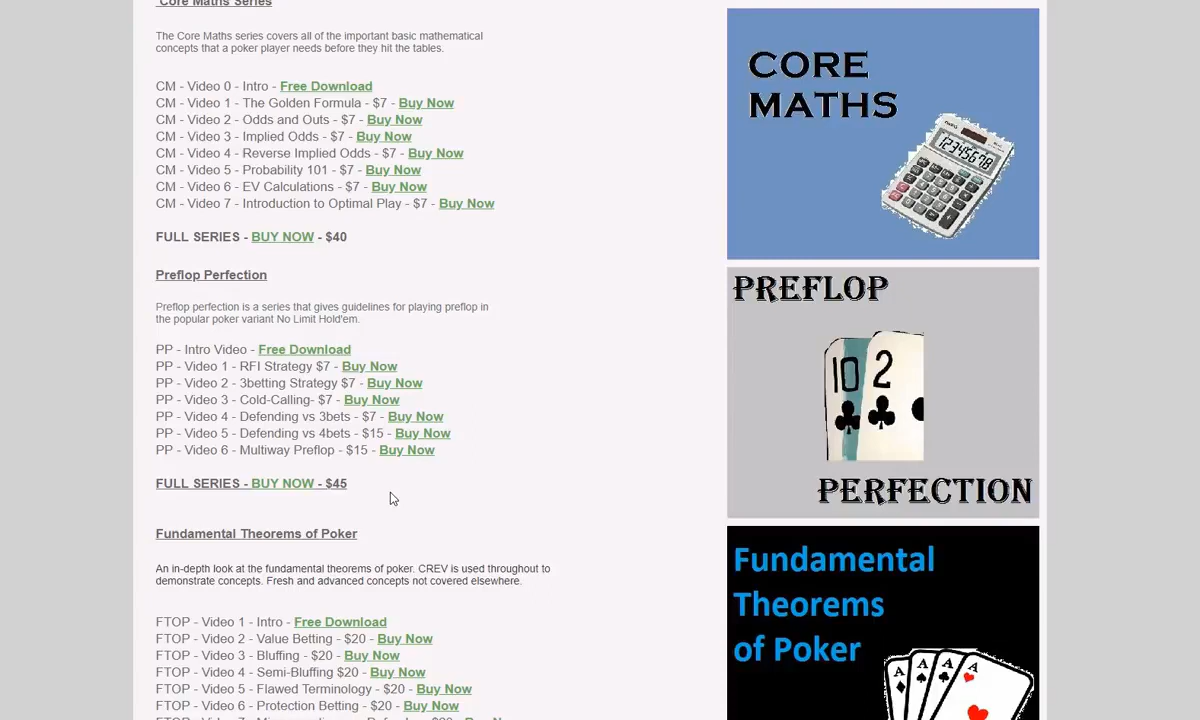 Core Maths Series
The Core Maths series covers all of the important basic mathematical
concepts that a poker player needs before they hit the tables.
CM - Video 0 - Intro - Free Download
CM - Video 1 - The Golden Formula - $7 - Buy Now
CM - Video 2 - Odds and Outs - $7 - Buy Now
CM - Video 3 - Implied Odds - $7 - Buy Now
CM - Video 4 - Reverse Implied Odds - $7 - Buy Now
CM - Video 5 - Probability 101 - $7 - Buy Now
CM - Video 6 - EV Calculations - $7 - Buy Now
CM - Video 7 - Introduction to Optimal Play - $7 - Buy Now
FULL SERIES - BUY NOW - $40
Preflop Perfection
Preflop perfection is a series that gives guidelines for playing preflop in
the popular poker variant No Limit Hold'em.
PP - Intro Video - Free Download
PP - Video 1 - RFI Strategy $7 - Buy Now
PP - Video 2 - 3betting Strategy $7 - Buy Now
PP - Video 3 - Cold-Calling- $7 - Buy Now
PP - Video 4 - Defending vs 3bets - $7 - Buy Now
PP - Video 5 - Defending vs 4bets - $15 - Buy Now
PP - Video 6 - Multiway Preflop - $15 - Buy Now
FULL SERIES - BUY NOW - $45
Fundamental Theorems of Poker
An in-depth look at the fundamental theorems of poker. CREV is used throughout to
demonstrate concepts. Fresh and advanced concepts not covered elsewhere.
FTOP - Video 1 - Intro - Free Download
FTOP - Video 2 - Value Betting - $20 - Buy Now
FTOP - Video 3 - Bluffing - $20 - Buy Now
FTOP - Video 4 - Semi-Bluffing $20 - Buy Now
FTOP - Video 5 - Flawed Terminology - $20 - Buy Now
FTOP - Video 6 - Protection Betting - $20 - Buy Now
CORE
MATHS
12345678
PREFLOP
10 2
PERFECTION
Fundamental
Theorems
of Poker
A A A A